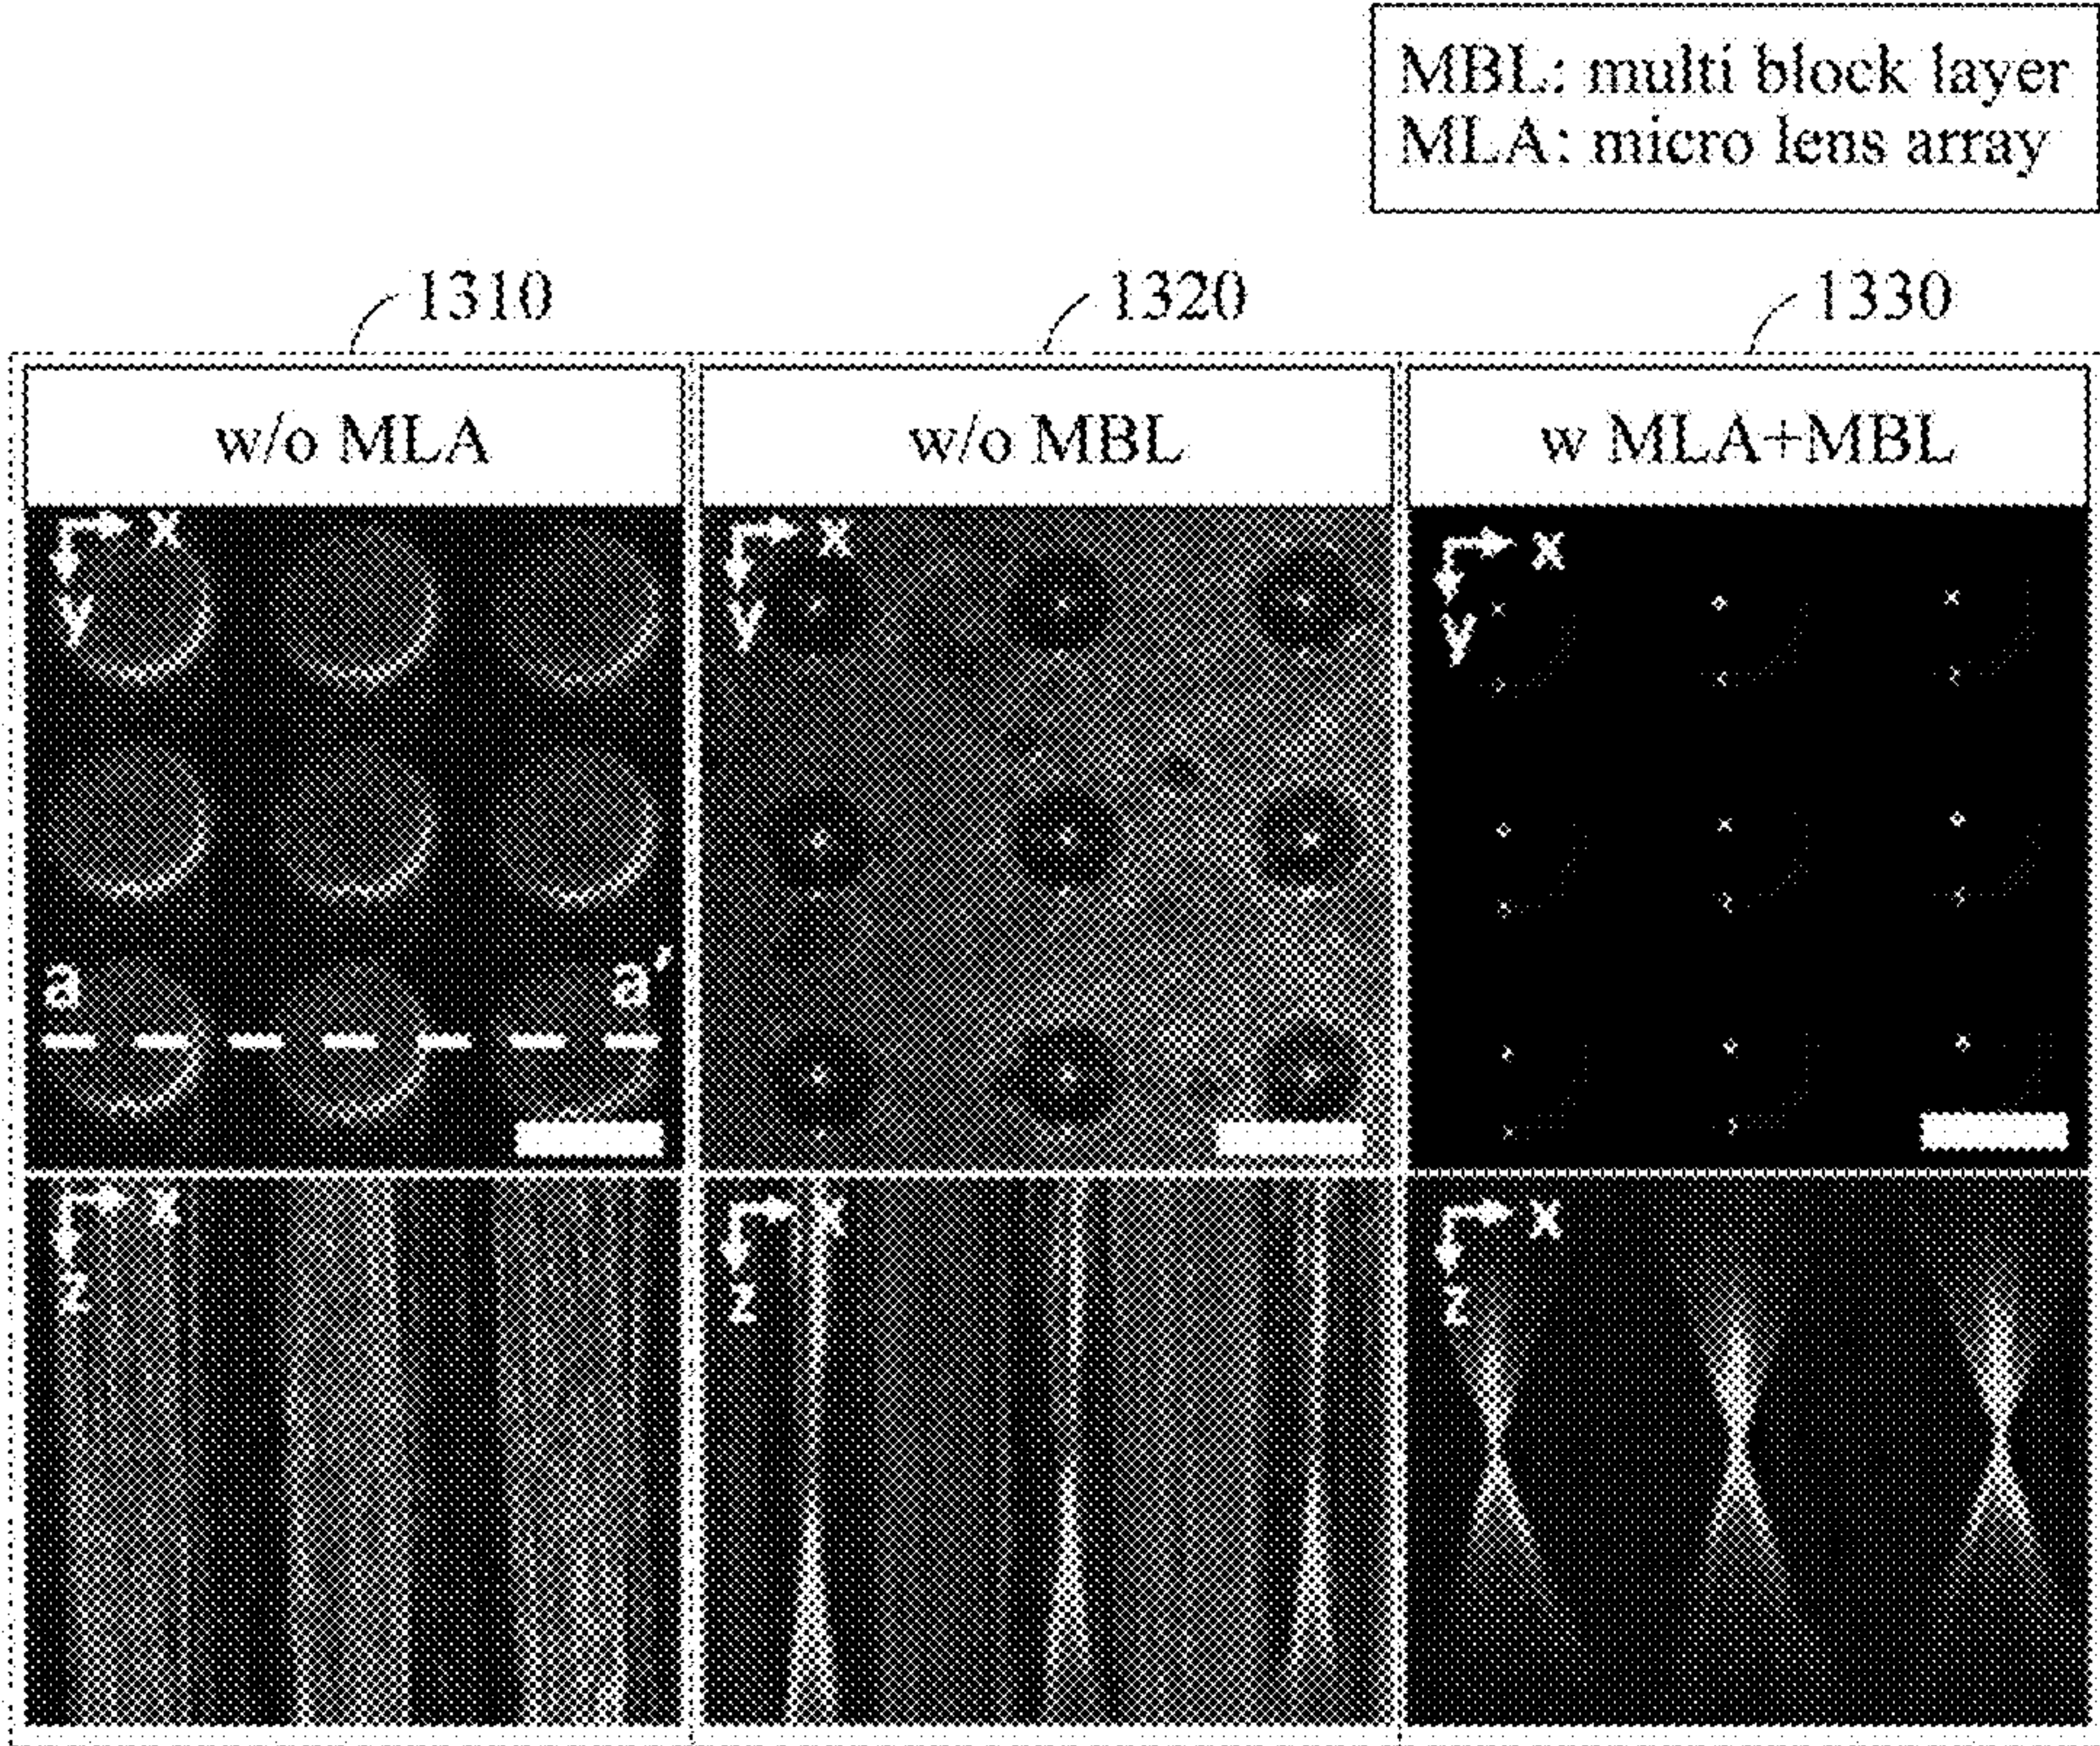 MBL: multi block layer
MLA: micro lens array
1310
1320
1330
w/o MLA
w/o MBL
w MLA+MBL
x
y
x
y
x
y
a
a'
x
z
x
z
x
z